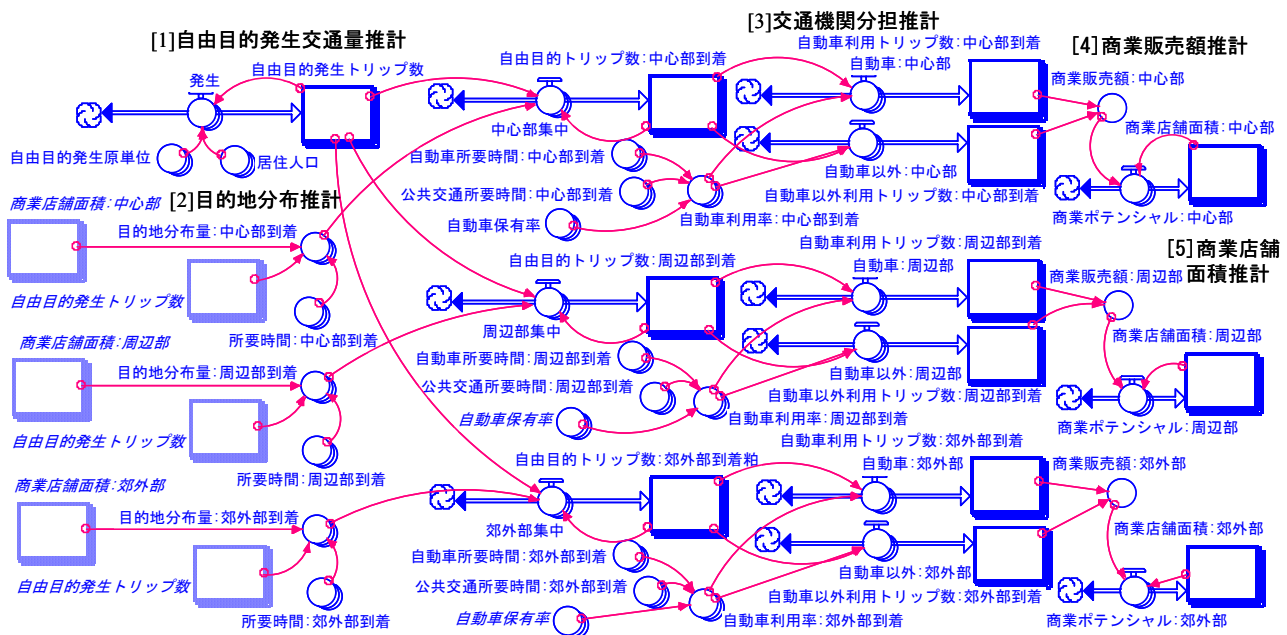 [1]自由目的発生交通量推計
自由目的発生トリップ数
発生
自由目的発生原単位
居住人口
[2]目的地分布推計
商業店舗面積:中心部
目的地分布量:中心部到着
自由目的発生トリップ数
所要時間:中心部到着
商業店舗面積:周辺部
目的地分布量:周辺部到着
自由目的発生トリップ数
所要時間:周辺部到着
商業店舗面積:郊外部
目的地分布量:郊外部到着
自由目的発生トリップ数
所要時間:郊外部到着
[3]交通機関分担推計
自由目的トリップ数:中心部到着
中心部集中
自動車所要時間:中心部到着
公共交通所要時間:中心部到着
自動車保有率
自動車利用トリップ数:中心部到着
自動車:中心部
自動車以外:中心部
自動車以外利用トリップ数:中心部到着
自動車利用率:中心部到着
自由目的トリップ数:周辺部到着
周辺部集中
自動車所要時間:周辺部到着
公共交通所要時間:周辺部到着
自動車保有率
自動車利用トリップ数:周辺部到着
自動車:周辺部
自動車以外:周辺部
自動車以外利用トリップ数:周辺部到着
自動車利用率:周辺部到着
自由目的トリップ数:郊外部到着粕
郊外部集中
自動車所要時間:郊外部到着
公共交通所要時間:郊外部到着
自動車保有率
自動車利用トリップ数:郊外部到着
自動車:郊外部
自動車以外:郊外部
自動車以外利用トリップ数:郊外部到着
自動車利用率:郊外部到着
[4]商業販売額推計
商業販売額:中心部
商業店舗面積:中心部
商業ポテンシャル:中心部
[5]商業店舗
面積推計
商業販売額:周辺部
商業店舗面積:周辺部
商業ポテンシャル:周辺部
商業販売額:郊外部
商業店舗面積:郊外部
商業ポテンシャル:郊外部